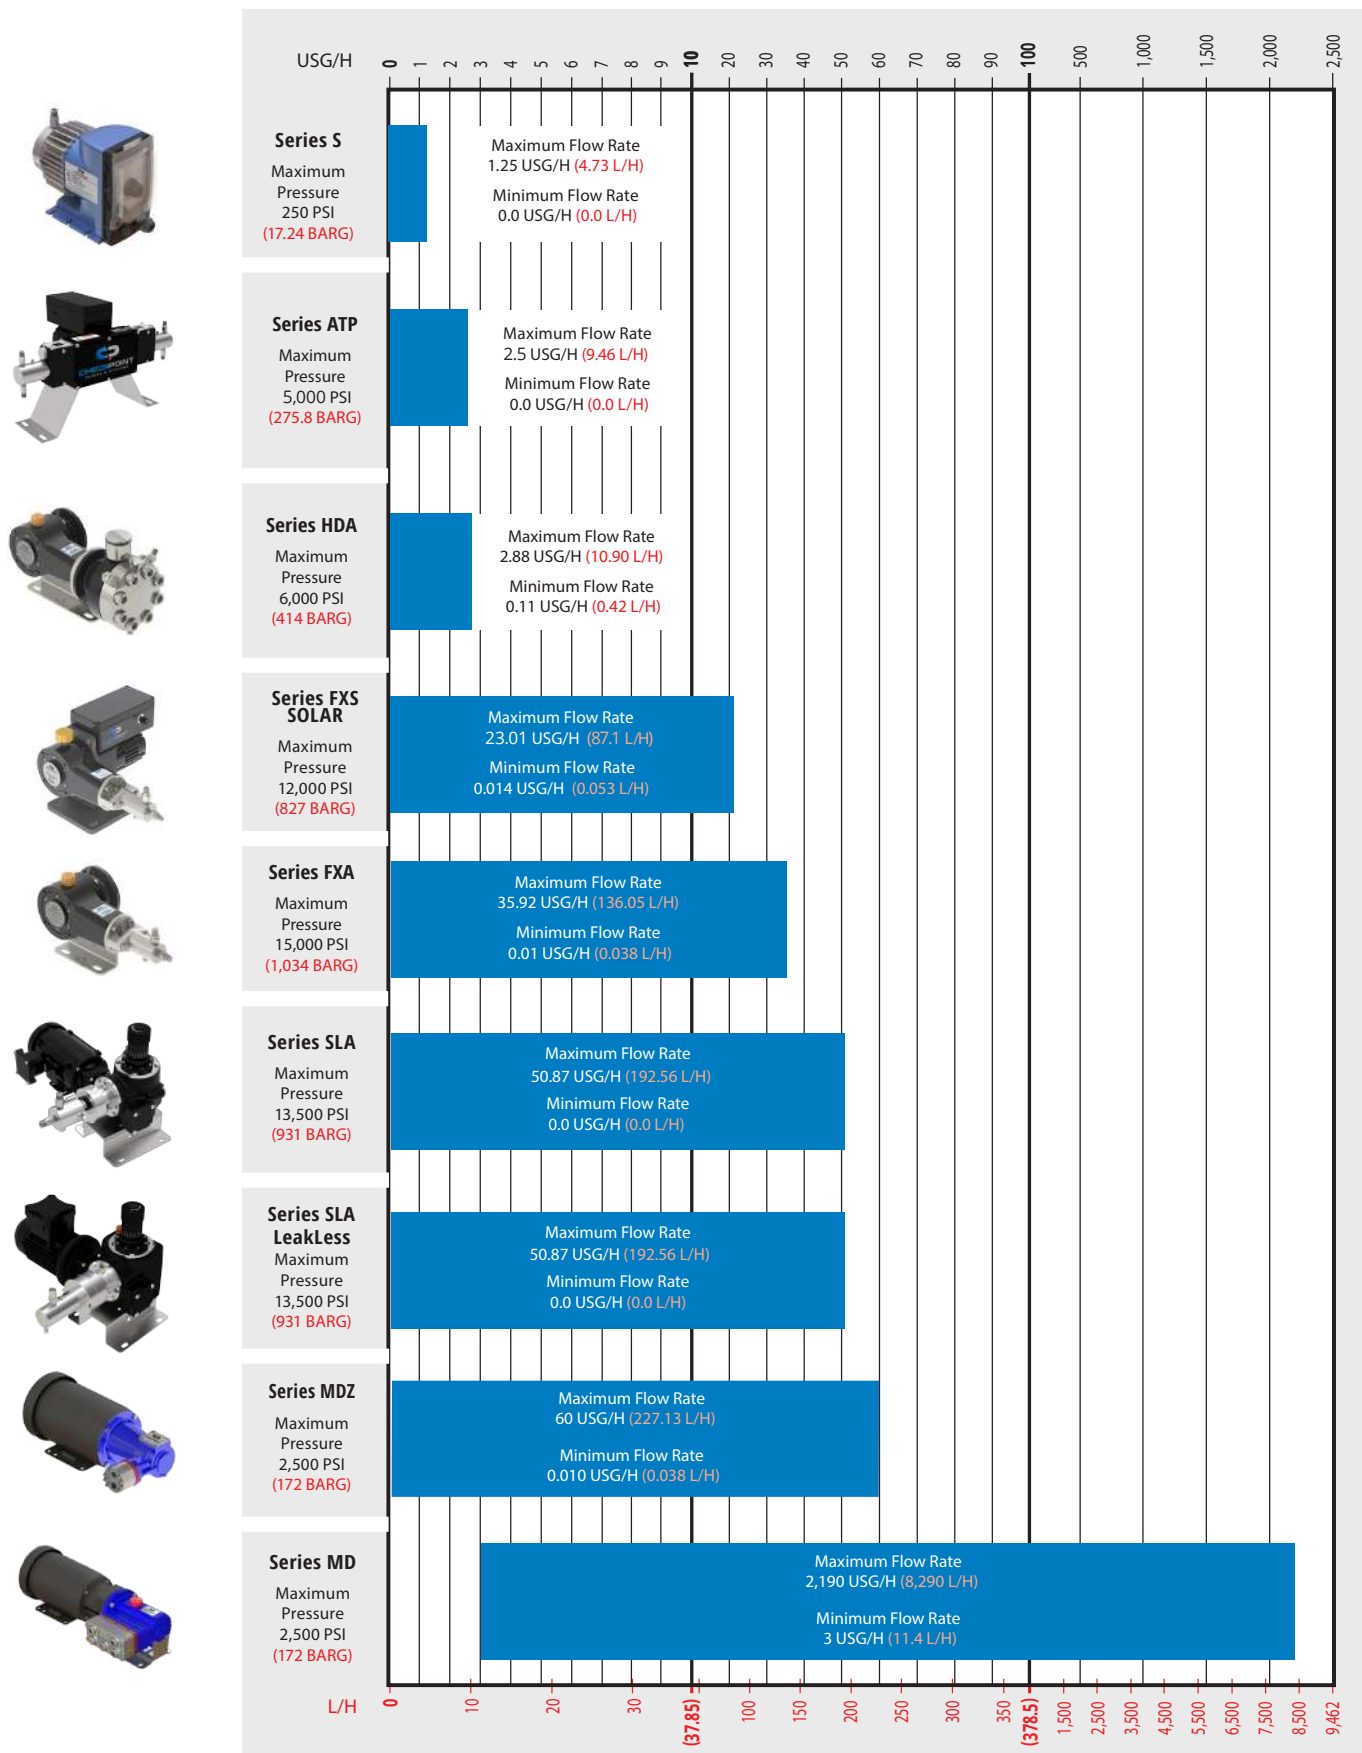 USG/H
0 1 2 3 4 5 6 7 8 9 10 20 30 40 50 60 70 80 90 100 500 1,000 1,500 2,000 2,500
Series S
Maximum
Pressure
250 PSI
(17.24 BARG)
Maximum Flow Rate
1.25 USG/H (4.73 L/H)
Minimum Flow Rate
0.0 USG/H (0.0 L/H)
CHECKPOINT
Series ATP
Maximum
Pressure
5,000 PSI
(275.8 BARG)
Maximum Flow Rate
2.5 USG/H (9.46 L/H)
Minimum Flow Rate
0.0 USG/H (0.0 L/H)
Series HDA
Maximum
Pressure
6,000 PSI
(414 BARG)
Maximum Flow Rate
2.88 USG/H (10.90 L/H)
Minimum Flow Rate
0.11 USG/H (0.42 L/H)
Series FXS
SOLAR
Maximum
Pressure
12,000 PSI
(827 BARG)
Maximum Flow Rate
23.01 USG/H (87.1 L/H)
Minimum Flow Rate
0.014 USG/H (0.053 L/H)
Series FXA
Maximum
Pressure
15,000 PSI
(1,034 BARG)
Maximum Flow Rate
35.92 USG/H (136.05 L/H)
Minimum Flow Rate
0.01 USG/H (0.038 L/H)
Series SLA
Maximum
Pressure
13,500 PSI
(931 BARG)
Maximum Flow Rate
50.87 USG/H (192.56 L/H)
Minimum Flow Rate
0.0 USG/H (0.0 L/H)
Series SLA
LeakLess
Maximum
Pressure
13,500 PSI
(931 BARG)
Maximum Flow Rate
50.87 USG/H (192.56 L/H)
Minimum Flow Rate
0.0 USG/H (0.0 L/H)
Series MDZ
Maximum
Pressure
2,500 PSI
(172 BARG)
Maximum Flow Rate
60 USG/H (227.13 L/H)
Minimum Flow Rate
0.010 USG/H (0.038 L/H)
Series MD
Maximum
Pressure
2,500 PSI
(172 BARG)
Maximum Flow Rate
2,190 USG/H (8,290 L/H)
Minimum Flow Rate
3 USG/H (11.4 L/H)
L/H
0 10 20 30 (37.85) 100 150 200 250 300 350 (378.5) 1,500 2,500 3,500 4,500 5,500 6,500 7,500 8,500 9,462